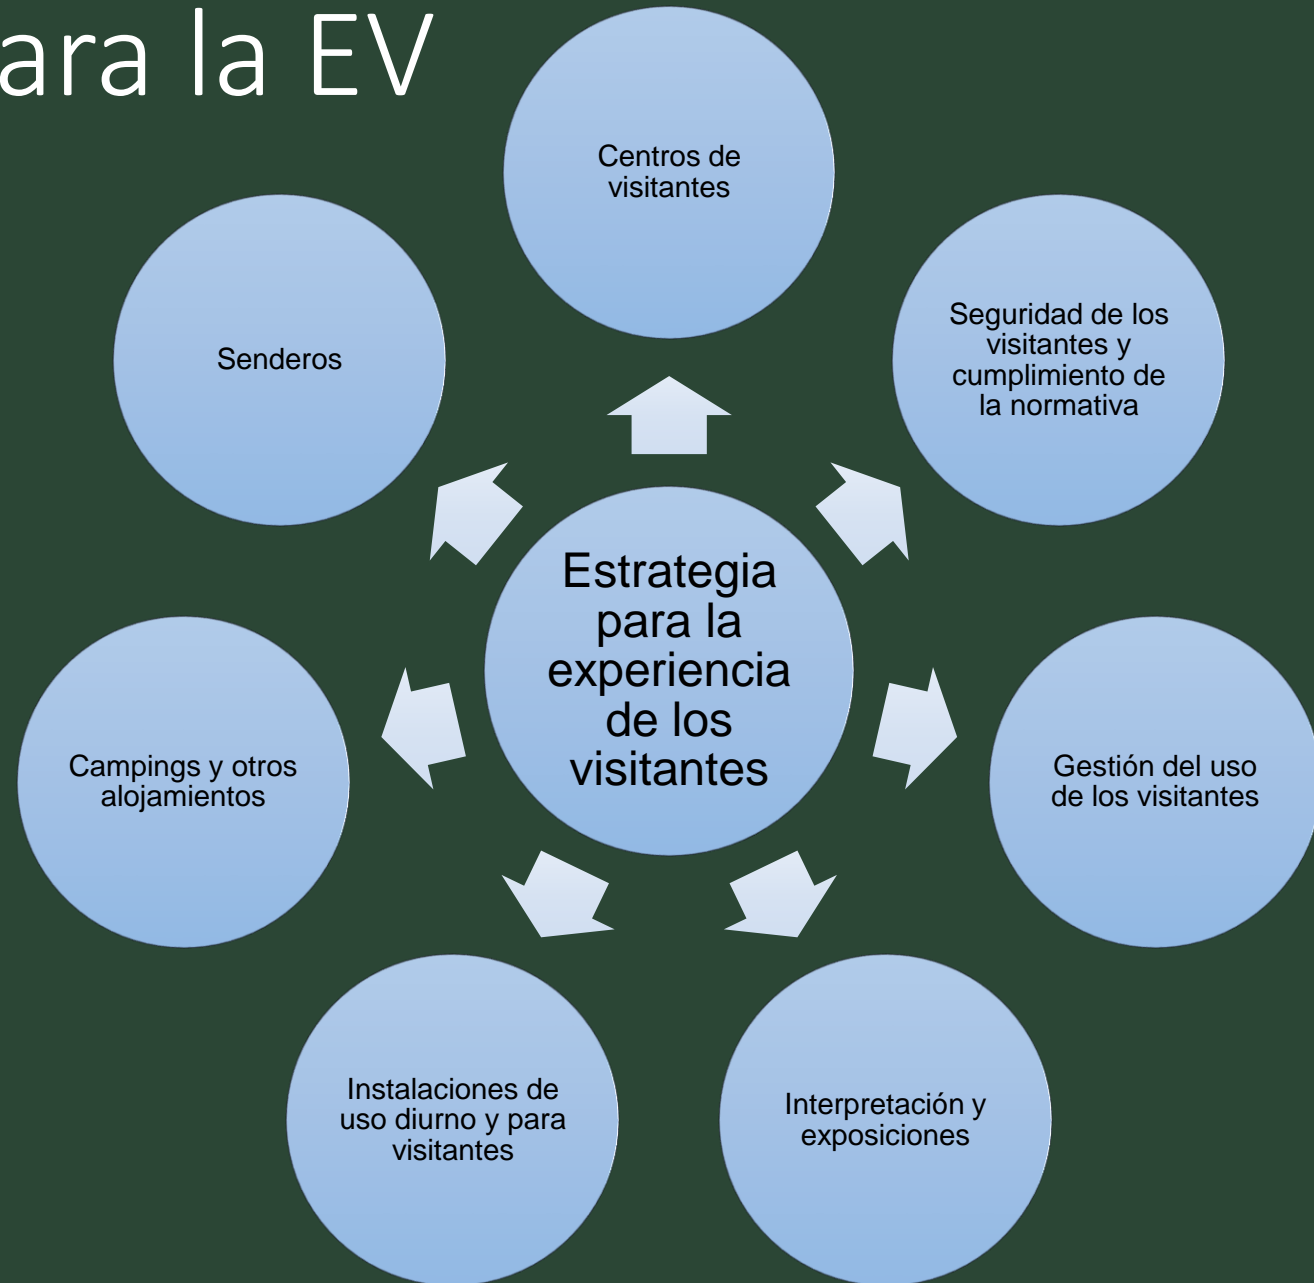 ara la EV
Centros de
visitantes
Seguridad de los
visitantes y
cumplimiento de
la normativa
Gestión del uso
de los visitantes
Interpretación y
exposiciones
Instalaciones de
uso diurno y para
visitantes
Campings y otros
alojamientos
Senderos
Estrategia
para la
experiencia
de los
visitantes